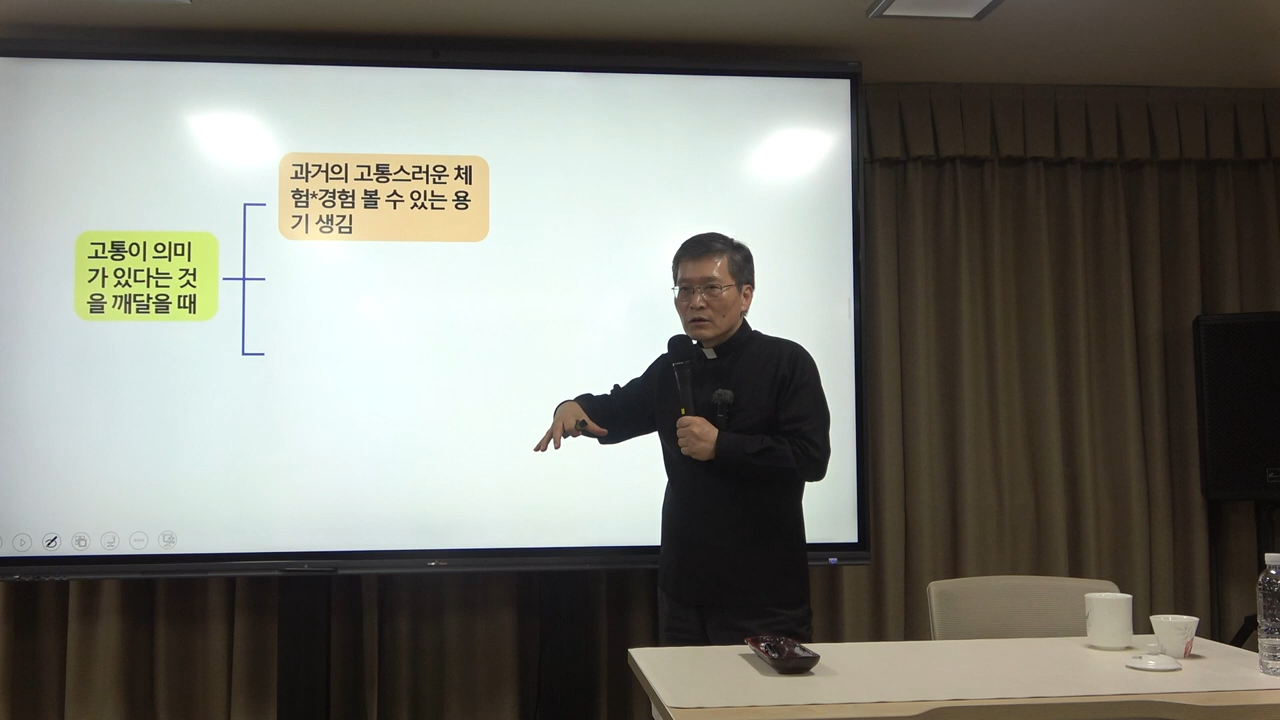 과거의 고통스러운 체
험*경험 볼 수 있는 용
기 생김
고통이 의미
가 있다는 것
을 깨달을 때